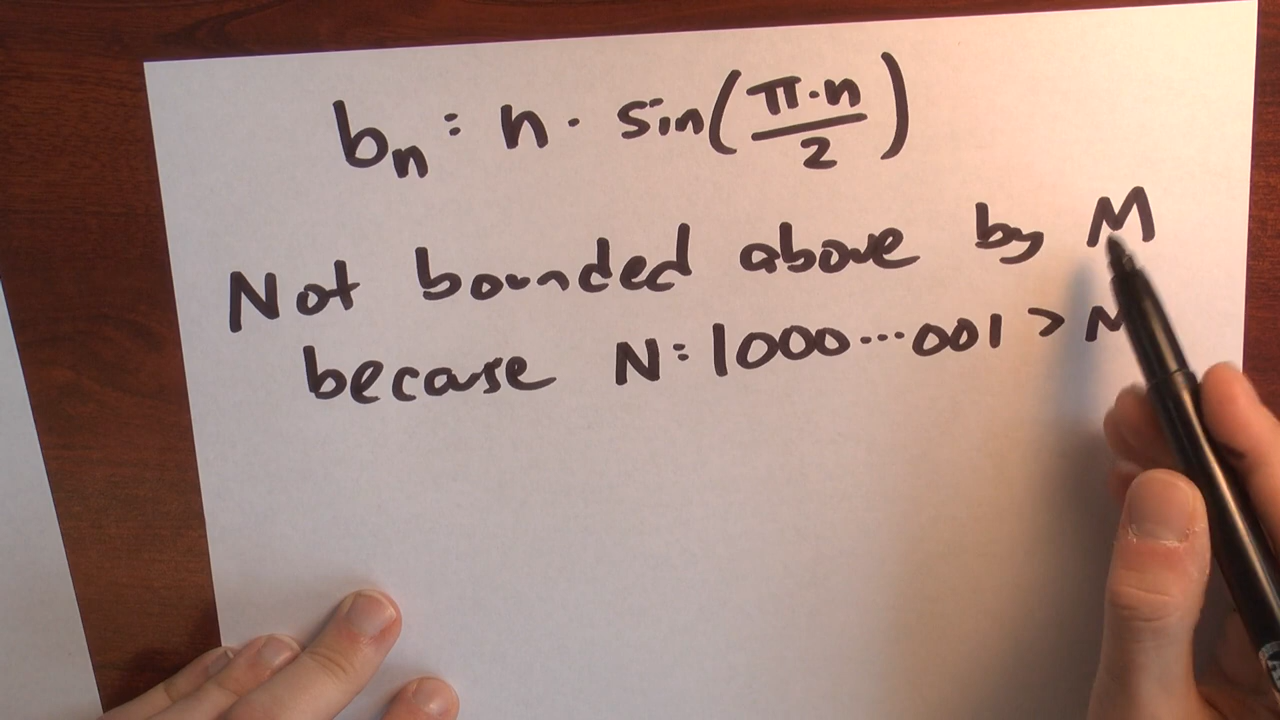 bn = n · sin(π·n/2)
Not bounded above by M
because N = 1000...001 > M